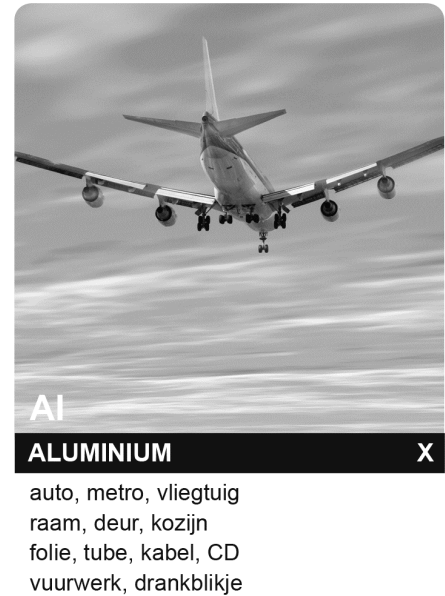 Al
ALUMINIUM X
auto, metro, vliegtuig
raam, deur, kozijn
folie, tube, kabel, CD
vuurwerk, drankblikje